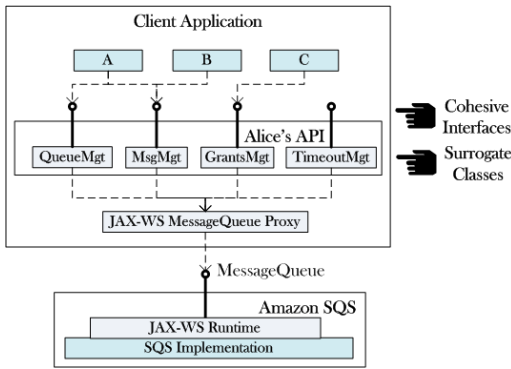 Client Application
A
B
C
Cohesive
Interfaces
Alice's API
QueueMgt
MsgMgt
GrantsMgt
TimeoutMgt
Surrogate
Classes
JAX-WS MessageQueue Proxy
MessageQueue
Amazon SQS
JAX-WS Runtime
SQS Implementation